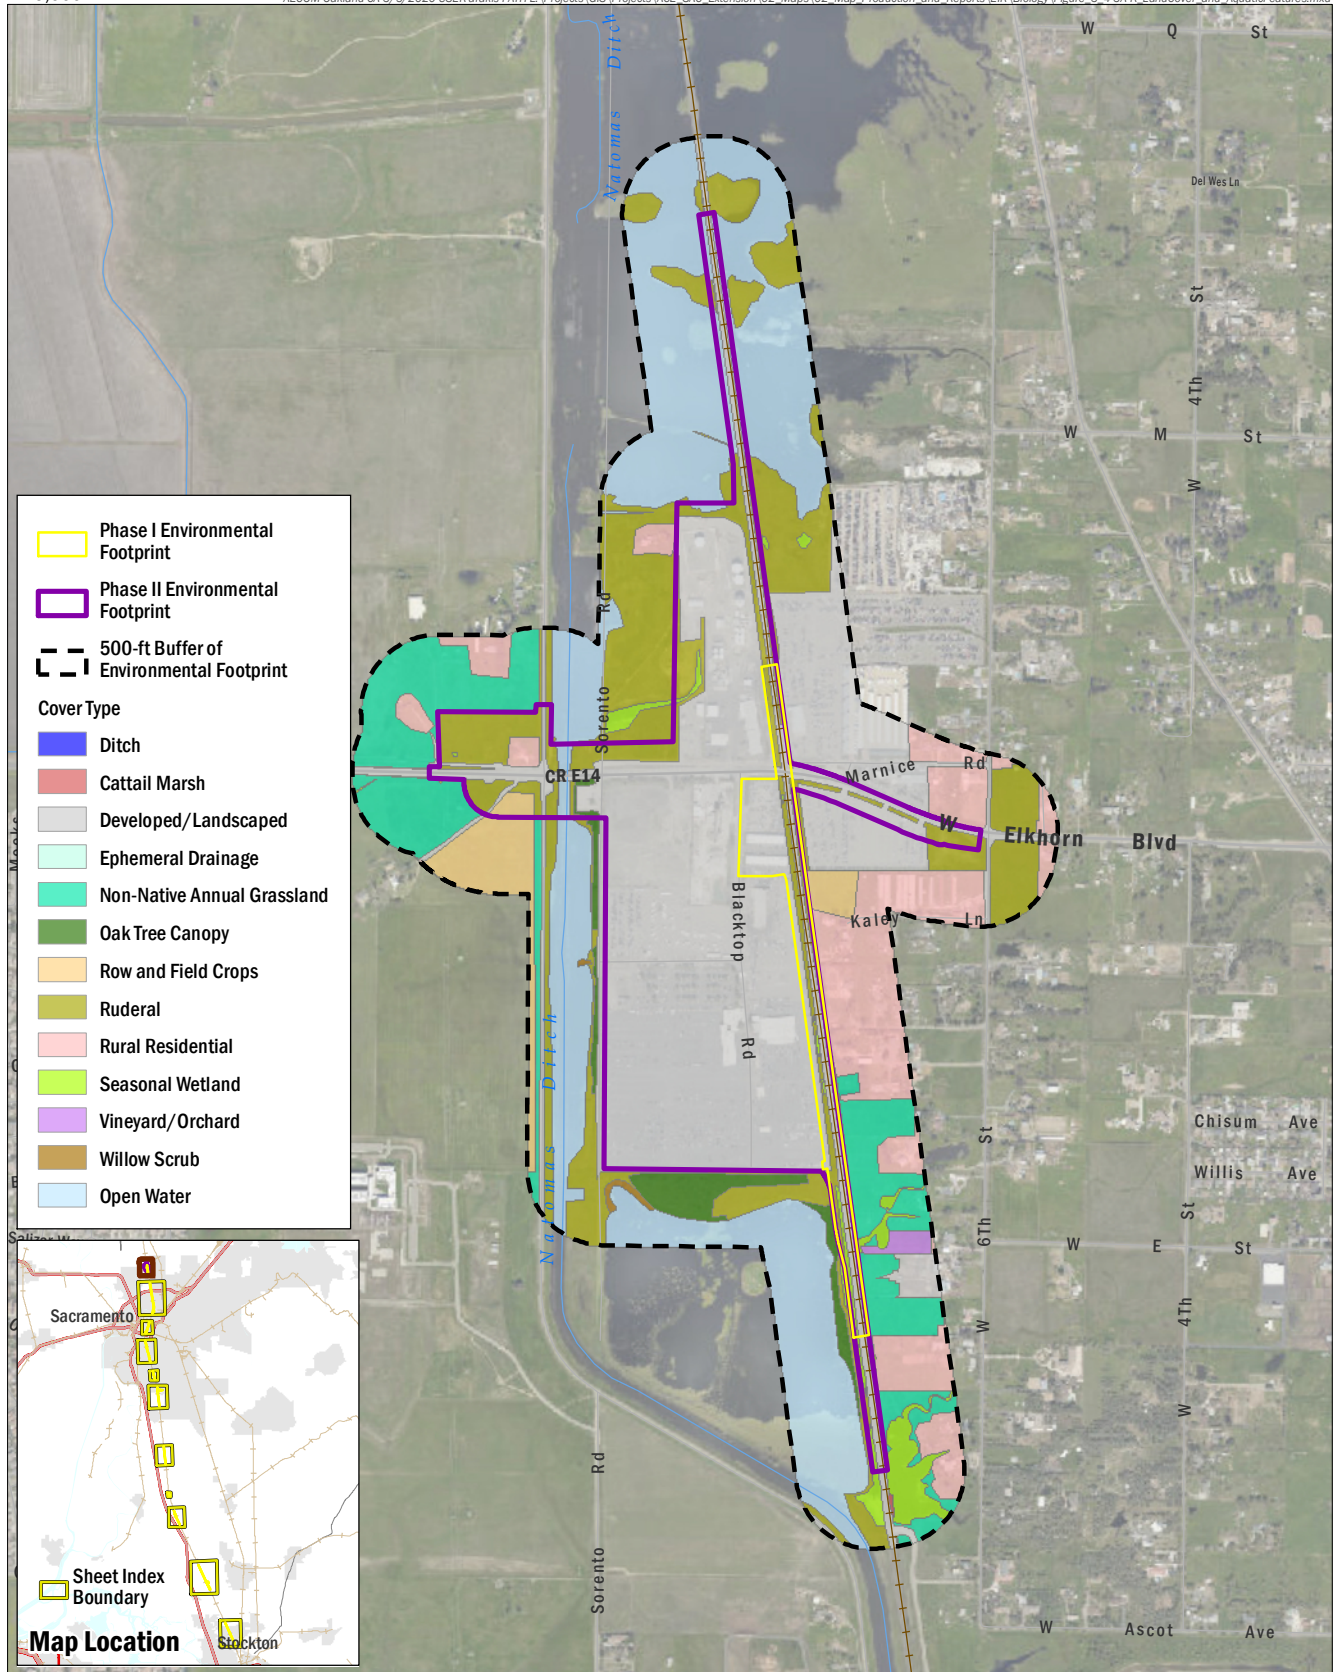 W Q St
Natomas Ditch
Del Wes Ln
St
4Th
W
W M St
Phase I Environmental
Footprint
Phase II Environmental
Footprint
500-ft Buffer of
Environmental Footprint
Cover Type
Ditch
Cattail Marsh
Developed/Landscaped
Ephemeral Drainage
Non-Native Annual Grassland
Oak Tree Canopy
Row and Field Crops
Ruderal
Rural Residential
Seasonal Wetland
Vineyard/Orchard
Willow Scrub
Open Water
Sorento Rd
CR E14
Marnice Rd
W Elkhorn Blvd
Kaley Ln
Blacktop Rd
Natomas Ditch
Chisum Ave
Willis Ave
W 6Th St
W E St
W 4Th St
Sorento Rd
W Ascot Ave
Sacramento
Stockton
Sheet Index
Boundary
Map Location